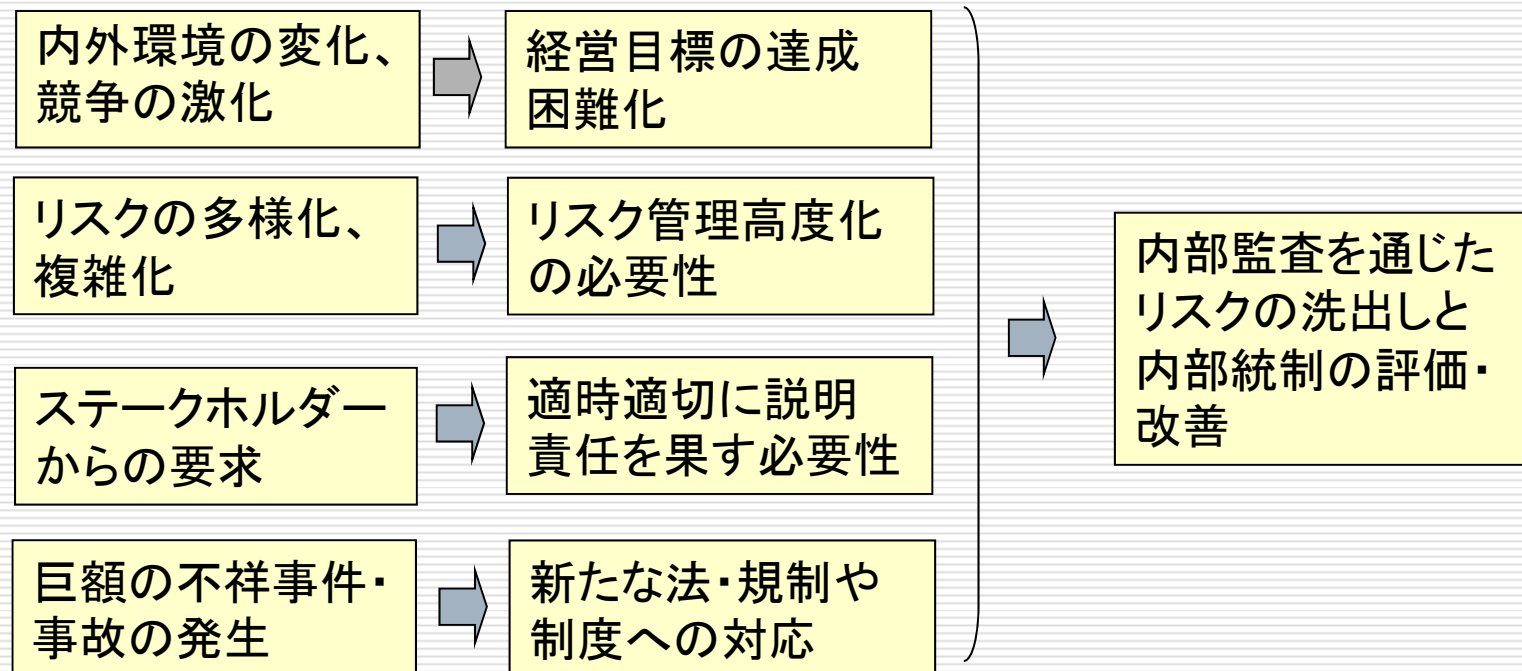 内外環境の変化、
競争の激化
経営目標の達成
困難化
リスクの多様化、
複雑化
リスク管理高度化
の必要性
ステークホルダー
からの要求
適時適切に説明
責任を果す必要性
巨額の不祥事件・
事故の発生
新たな法・規制や
制度への対応
内部監査を通じた
リスクの洗出しと
内部統制の評価・
改善